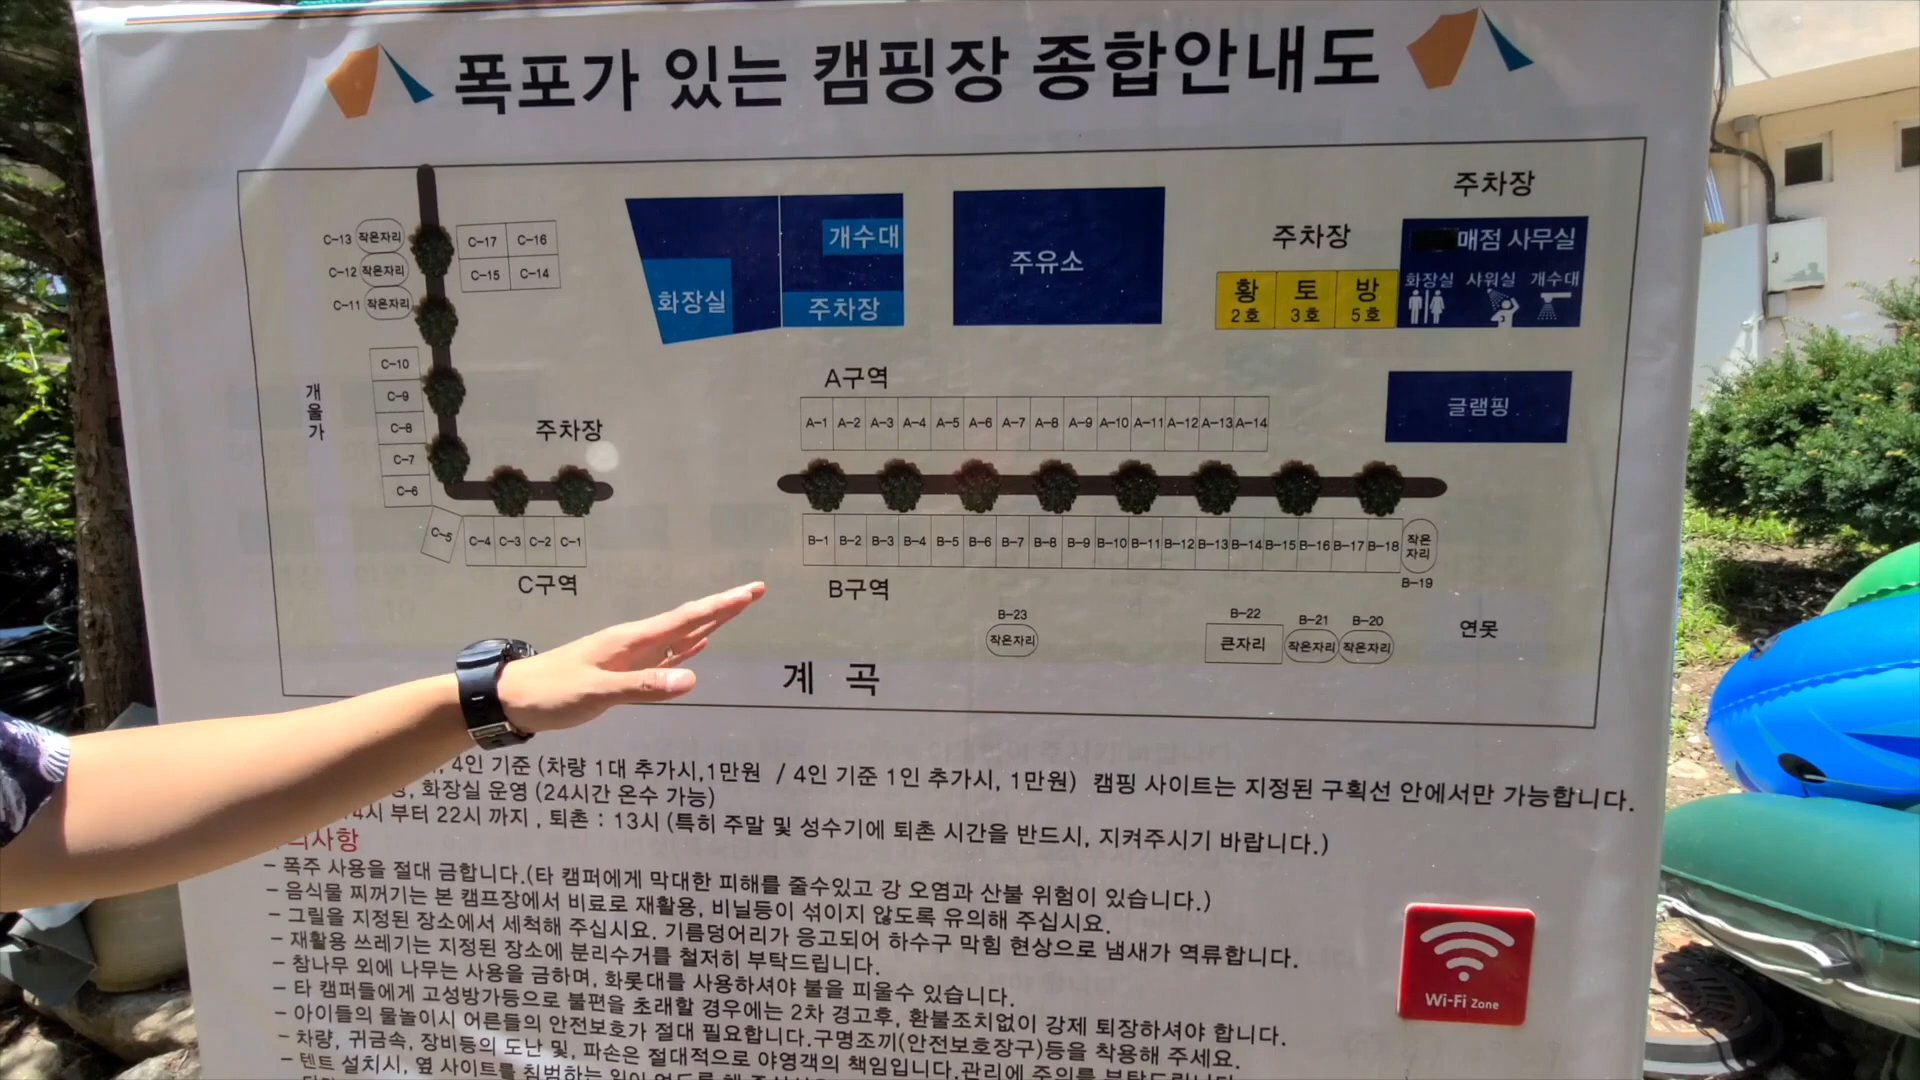 폭포가 있는 캠핑장 종합안내도
주차장
C-13 작은자리
C-12 작은자리
C-11 작은자리
C-17 C-16
C-15 C-14
개수대
화장실
주차장
주유소
주차장
매점 사무실
황 토 방
2호 3호 5호
화장실 샤워실 개수대
C-10
C-9
C-8
C-7
C-6
개울가
주차장
A구역
A-1 A-2 A-3 A-4 A-5 A-6 A-7 A-8 A-9 A-10 A-11 A-12 A-13 A-14
글램핑
C-5 C-4 C-3 C-2 C-1
C구역
B-1 B-2 B-3 B-4 B-5 B-6 B-7 B-8 B-9 B-10 B-11 B-12 B-13 B-14 B-15 B-16 B-17 B-18 작은자리
B-19
B구역
B-23
작은자리
B-22 B-21 B-20
큰자리 작은자리 작은자리
연못
계 곡
4인 기준 (차량 1대 추가시,1만원 / 4인 기준 1인 추가시, 1만원) 캠핑 사이트는 지정된 구획선 안에서만 가능합니다.
화장실 운영 (24시간 온수 가능)
14시 부터 22시 까지 , 퇴촌 : 13시 (특히 주말 및 성수기에 퇴촌 시간을 반드시, 지켜주시기 바랍니다.)
의사항
- 폭주 사용을 절대 금합니다.(타 캠퍼에게 막대한 피해를 줄수있고 강 오염과 산불 위험이 있습니다.)
- 음식물 찌꺼기는 본 캠프장에서 비료로 재활용, 비닐등이 섞이지 않도록 유의해 주십시요.
- 그릴을 지정된 장소에서 세척해 주십시요. 기름덩어리가 응고되어 하수구 막힘 현상으로 냄새가 역류합니다.
- 재활용 쓰레기는 지정된 장소에 분리수거를 철저히 부탁드립니다.
- 참나무 외에 나무는 사용을 금하며, 화롯대를 사용하셔야 불을 피울수 있습니다.
- 타 캠퍼들에게 고성방가등으로 불편을 초래할 경우에는 2차 경고후, 환불조치없이 강제 퇴장하셔야 합니다.
- 아이들의 물놀이시 어른들의 안전보호가 절대 필요합니다.구명조끼(안전보호장구)등을 착용해 주세요.
- 차량, 귀금속, 장비등의 도난 및, 파손은 절대적으로 야영객의 책임입니다.관리에 주의를 부탁드립니다.
- 텐트 설치시, 옆 사이트를 침범하는 일이 없도록 해
Wi-Fi Zone